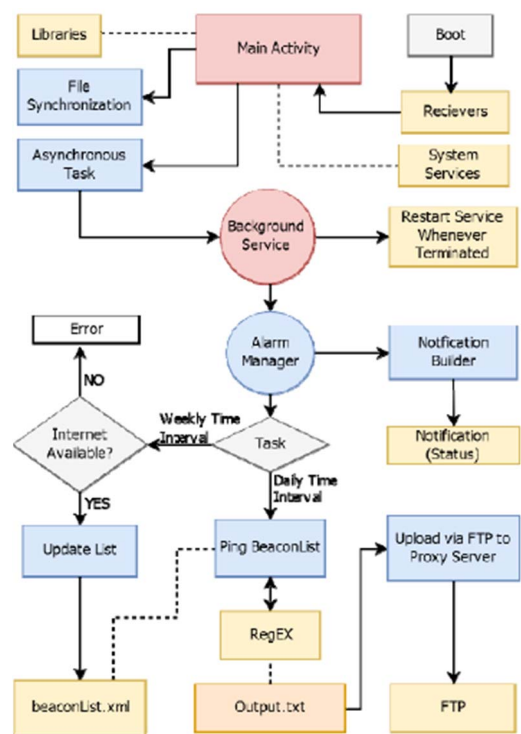 Libraries
Main Activity
Boot
File
Synchronization
Recievers
Asynchronous
Task
System
Services
Background
Service
Restart Service
Whenever
Terminated
Error
Alarm
Manager
Notfication
Builder
NO
Weekly Time
Interval
Internet
Available?
Task
Notification
(Status)
YES
Daily Time
Interval
Update List
Ping BeaconList
Upload via FTP to
Proxy Server
RegEX
beaconList.xml
Output.txt
FTP